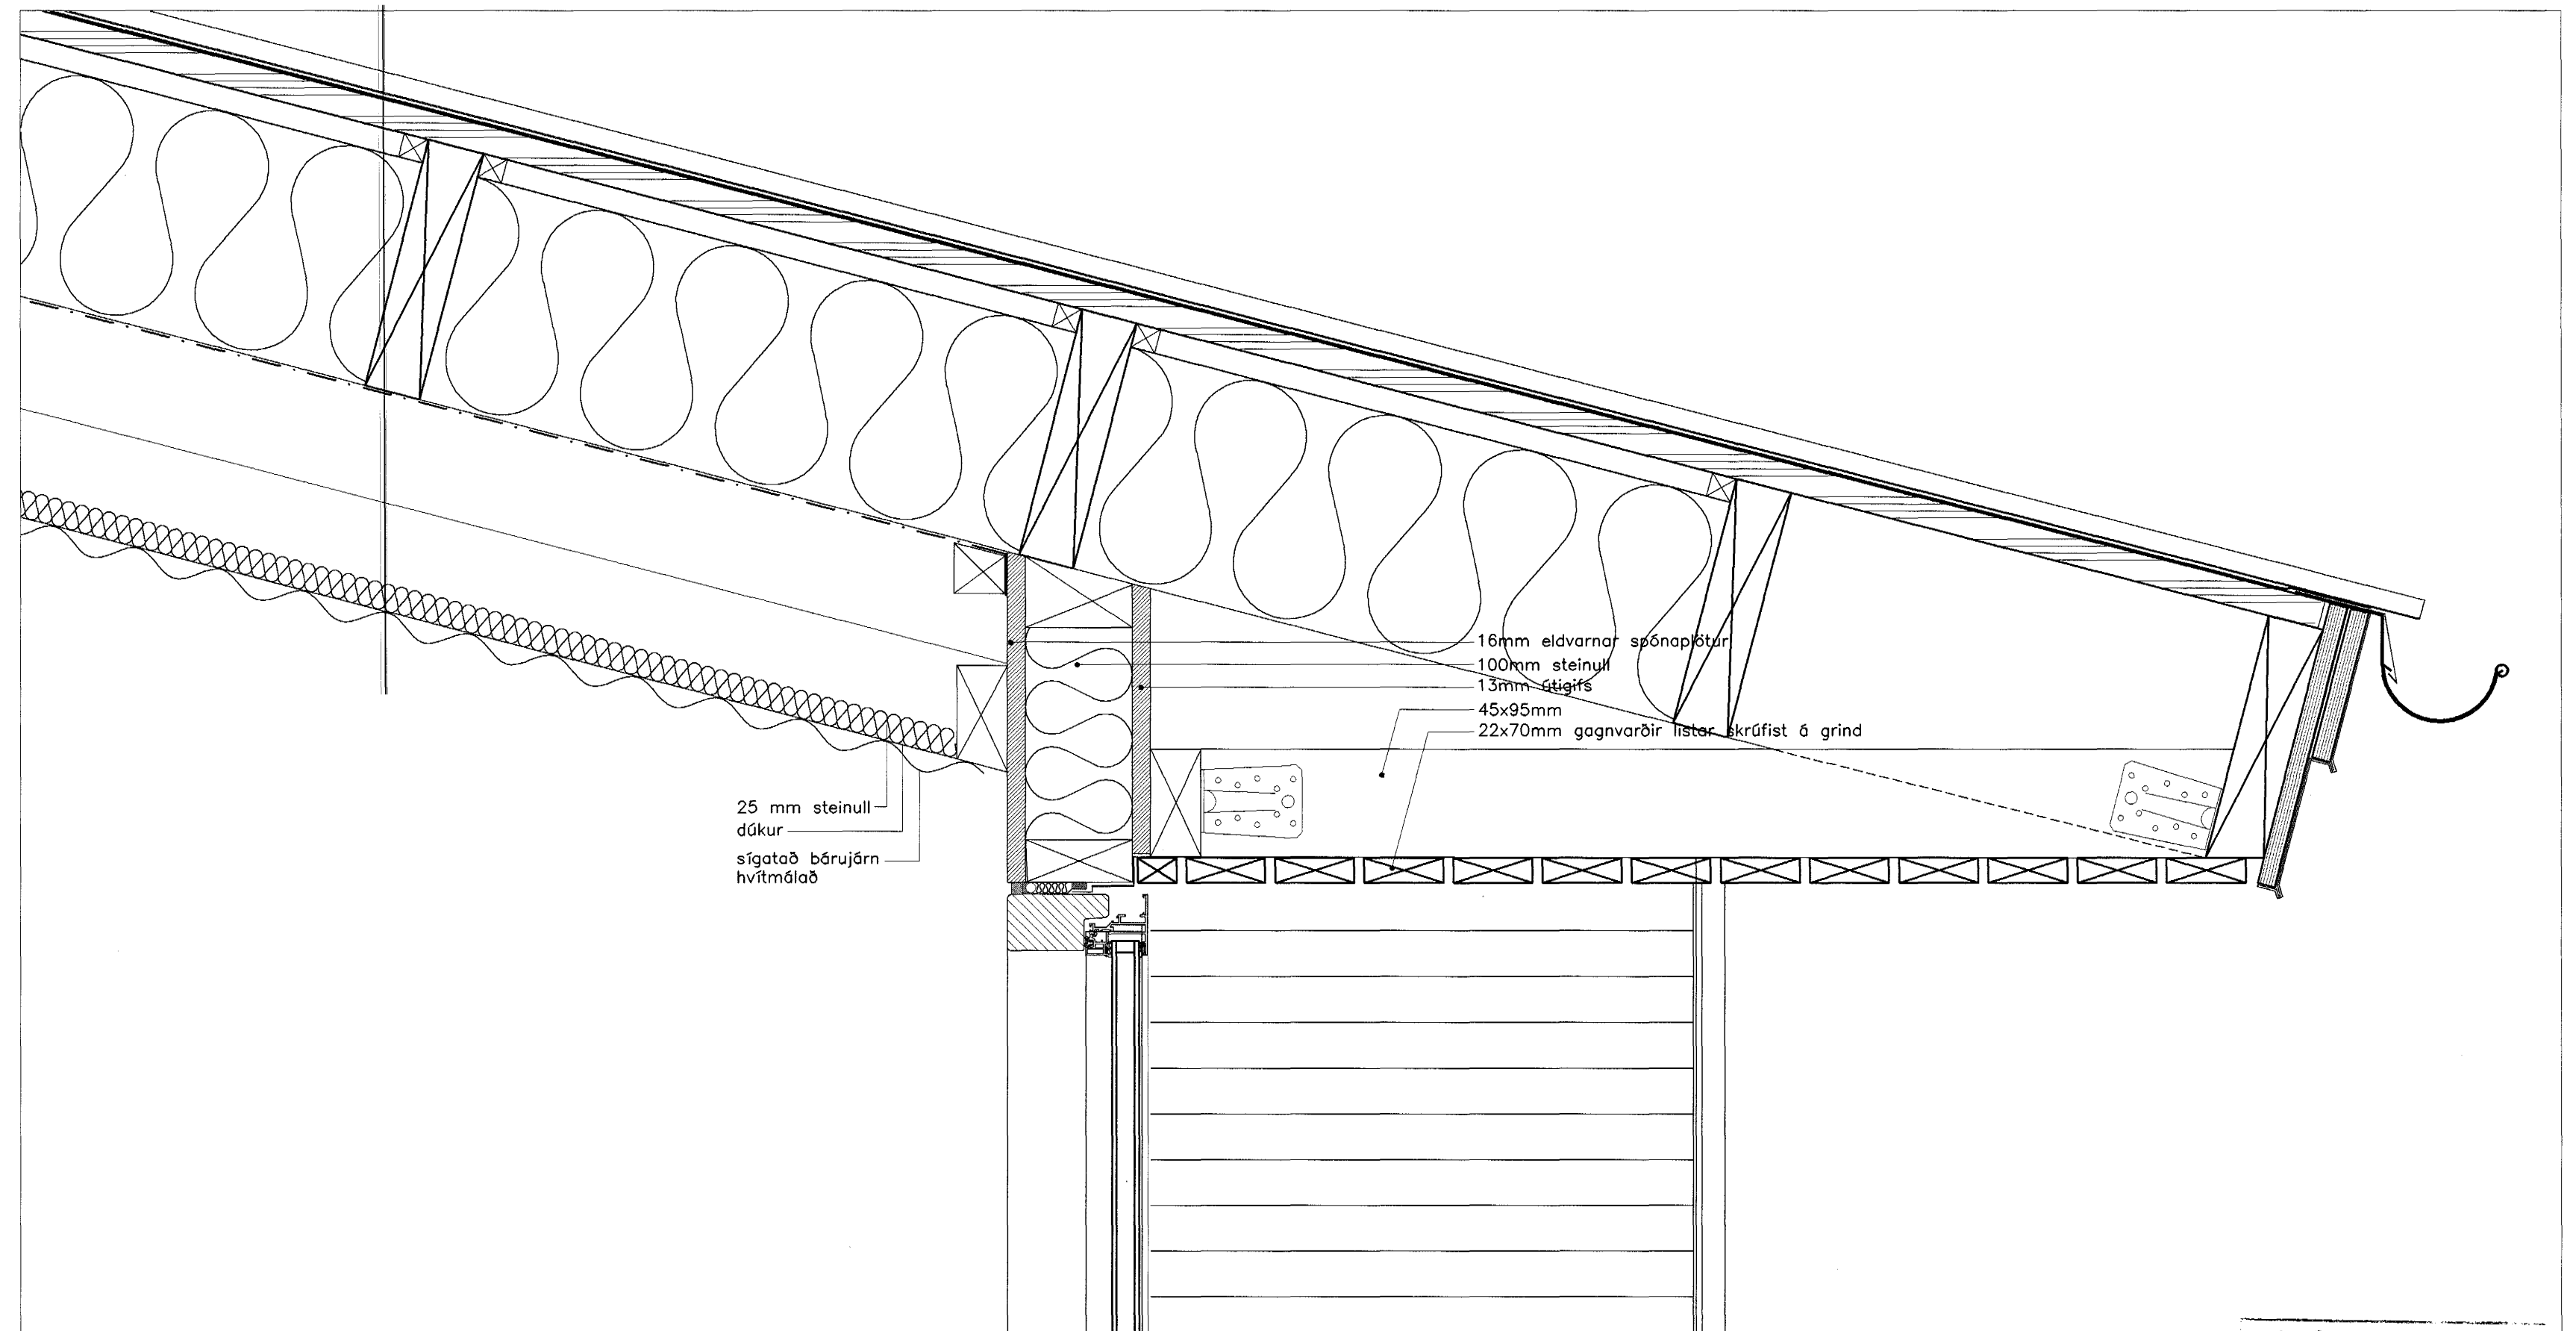 16mm eldvarnar spónaplötur
100mm steinull
13mm útigifs
45x95mm
22x70mm gagnvarðir listar skrúfist á grind
25 mm steinull
dúkur
sígatað bárujárn
hvítmálað